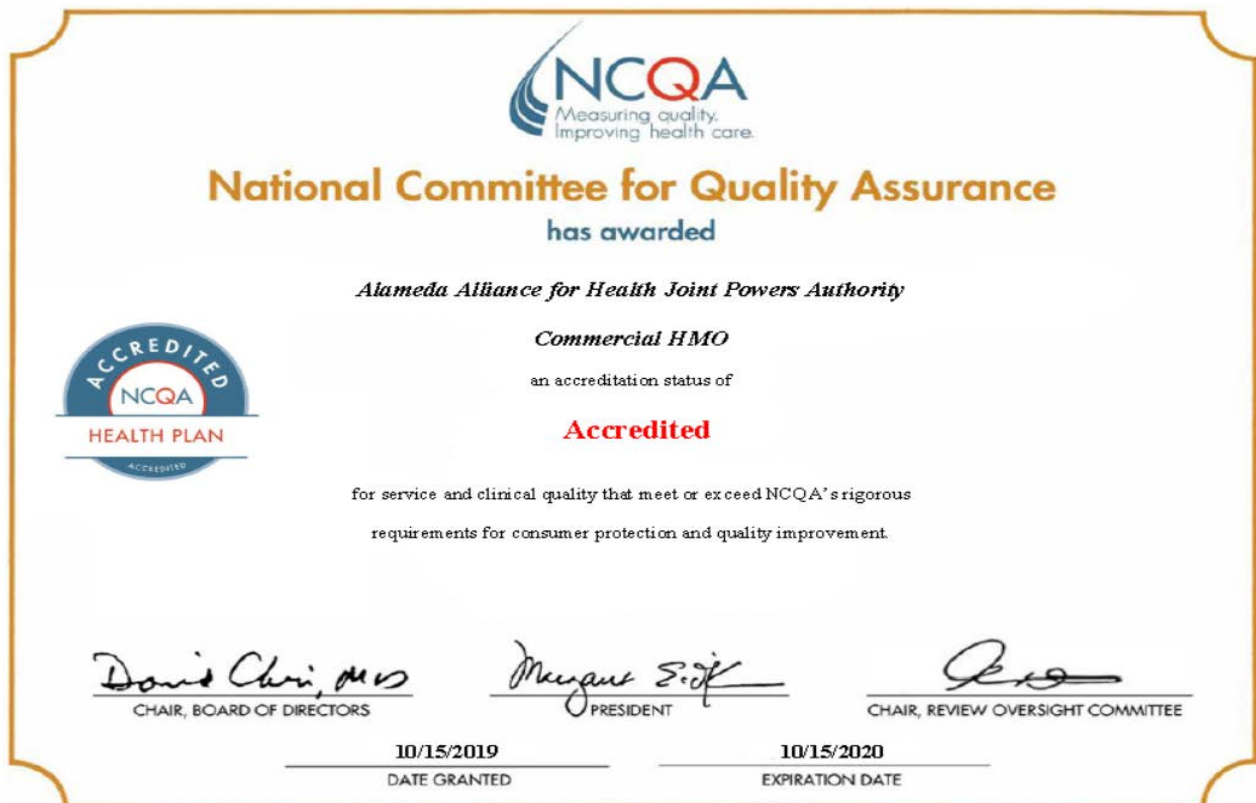 NCQA
Measuring quality.
Improving health care.
National Committee for Quality Assurance
has awarded
Alameda Alliance for Health Joint Powers Authority
Commercial HMO
an accreditation status of
Accredited
ACCREDITED
NCQA
HEALTH PLAN
ACCREDITED
for service and clinical quality that meet or exceed NCQA's rigorous
requirements for consumer protection and quality improvement.
CHAIR, BOARD OF DIRECTORS
PRESIDENT
CHAIR, REVIEW OVERSIGHT COMMITTEE
10/15/2019
10/15/2020
DATE GRANTED
EXPIRATION DATE